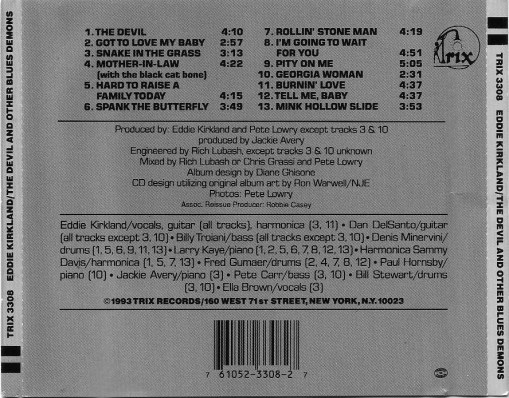 TRIX 3308 EDDIE KIRKLAND/THE DEVIL AND OTHER BLUES DEMONS
1. THE DEVIL 4:10
2. GOT TO LOVE MY BABY 2:57
3. SNAKE IN THE GRASS 3:13
4. MOTHER-IN-LAW 4:22
(with the black cat bone)
5. HARD TO RAISE A
FAMILY TODAY 4:15
6. SPANK THE BUTTERFLY 3:49
7. ROLLIN' STONE MAN 4:19
8. I'M GOING TO WAIT
FOR YOU 4:51
9. PITY ON ME 5:05
10. GEORGIA WOMAN 2:31
11. BURNIN' LOVE 4:37
12. TELL ME, BABY 4:37
13. MINK HOLLOW SLIDE 3:53
Trix
Produced by: Eddie Kirkland and Pete Lowry except tracks 3 & 10
produced by Jackie Avery
Engineered by Rich Lubash, except tracks 3 & 10 unknown
Mixed by Rich Lubash or Chris Grassi and Pete Lowry
Album design by Diane Ghisone
CD design utilizing original album art by Ron Warwell/NJE
Photos: Pete Lowry
Assoc. Reissue Producer: Robbie Casey
Eddie Kirkland/vocals, guitar (all tracks), harmonica (3, 11) • Dan DelSanto/guitar
(all tracks except 3, 10) • Billy Troiani/bass (all tracks except 3, 10) • Denis Minervini/
drums (1, 5, 6, 9, 11, 13) • Larry Kaye/piano (1, 2, 5, 6, 7, 8, 12, 13) • Harmonica Sammy
Davis/harmonica (1, 5, 7, 13) • Fred Gumaer/drums (2, 4, 7, 8, 12) • Paul Hornsby/
piano (10) • Jackie Avery/piano (3) • Pete Carr/bass (3, 10) • Bill Stewart/drums
(3, 10) • Ella Brown/vocals (3)
©1993 TRIX RECORDS/160 WEST 71st STREET, NEW YORK, N.Y. 10023
7 61052-3308-2 7
TRIX 3308 EDDIE KIRKLAND/THE DEVIL AND OTHER BLUES DEMONS